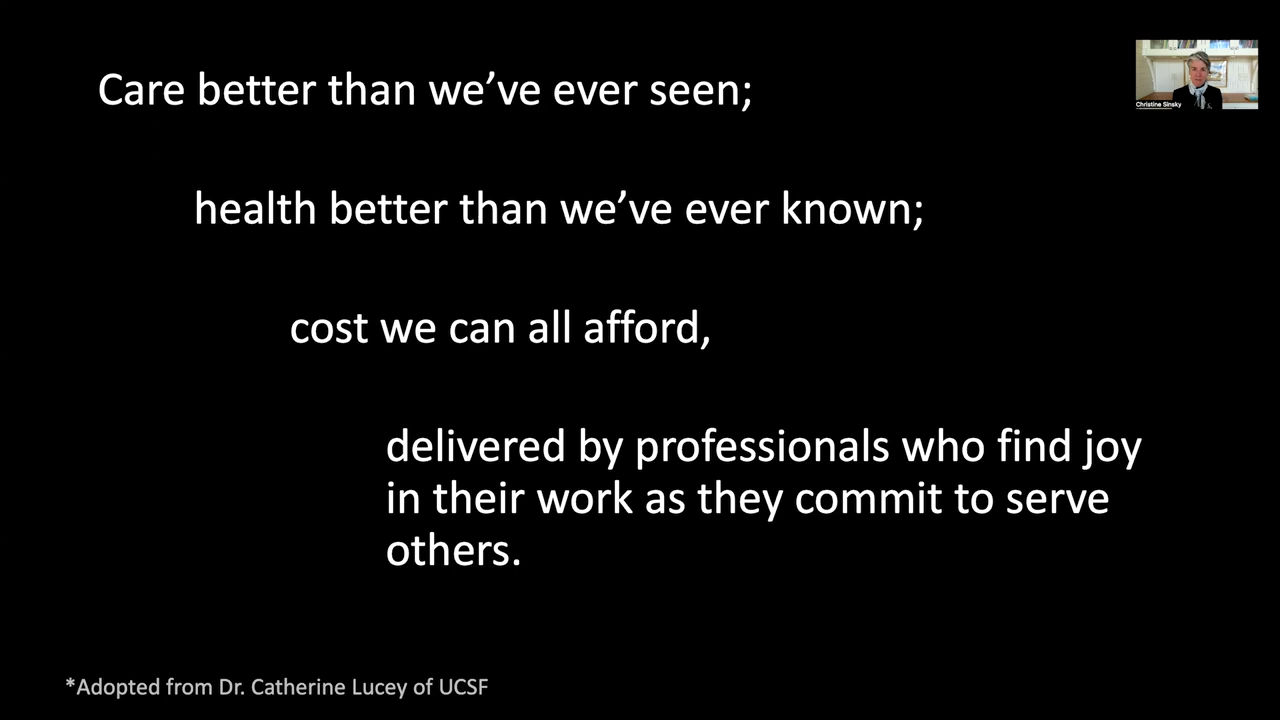 Care better than we’ve ever seen;
Christine Sinsky
health better than we’ve ever known;
cost we can all afford,
delivered by professionals who find joy
in their work as they commit to serve
others.
*Adopted from Dr. Catherine Lucey of UCSF